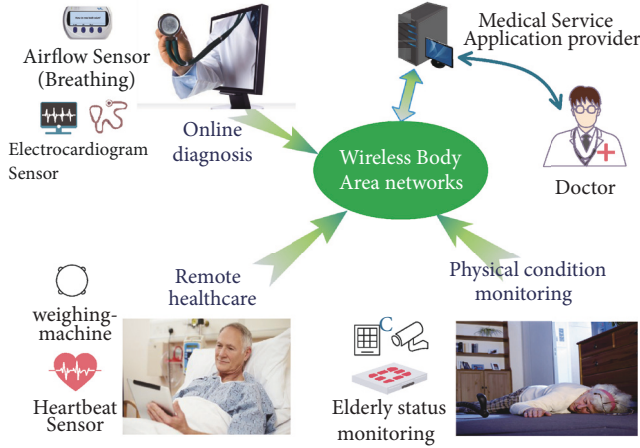 Airflow Sensor
(Breathing)
Electrocardiogram
Sensor
Online
diagnosis
Medical Service
Application provider
Doctor
Wireless Body
Area networks
Remote
healthcare
weighing-
machine
Heartbeat
Sensor
Physical condition
monitoring
C
Elderly status
monitoring